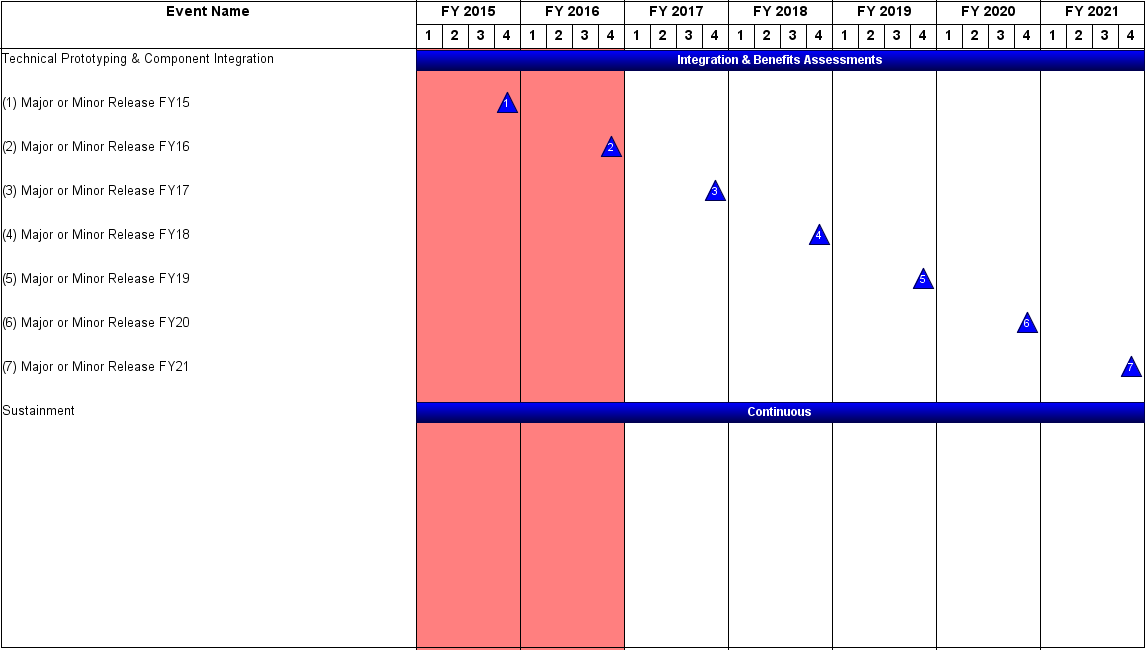 Event Name FY 2015 FY 2016 FY 2017 FY 2018 FY 2019 FY 2020 FY 2021
1 2 3 4 1 2 3 4 1 2 3 4 1 2 3 4 1 2 3 4 1 2 3 4 1 2 3 4
Technical Prototyping & Component Integration Integration & Benefits Assessments
(1) Major or Minor Release FY15 1
(2) Major or Minor Release FY16 2
(3) Major or Minor Release FY17 3
(4) Major or Minor Release FY18 4
(5) Major or Minor Release FY19 5
(6) Major or Minor Release FY20 6
(7) Major or Minor Release FY21 7
Sustainment Continuous